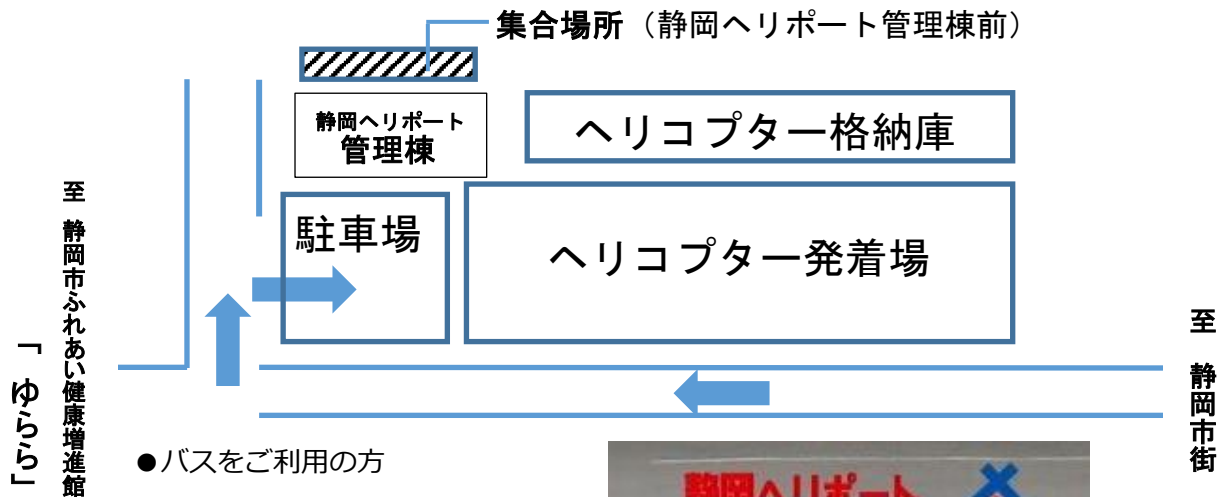 集合場所（静岡ヘリポート管理棟前）
静岡ヘリポート
管理棟
ヘリコプター格納庫
駐車場
ヘリコプター発着場
至 静岡市ふれあい健康増進館
「ゆらら」
至 静岡市街
●バスをご利用の方
静岡ヘリポート